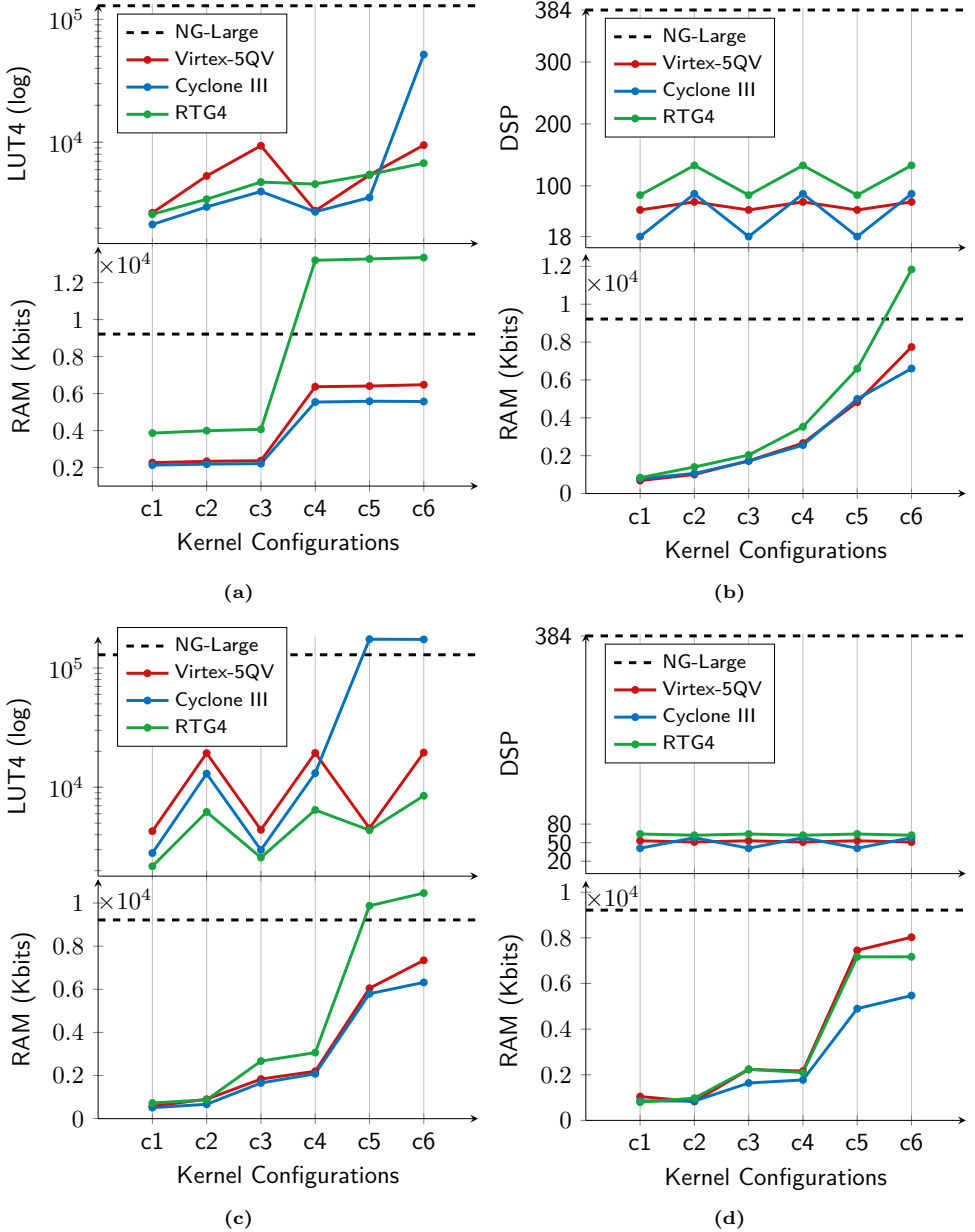 LUT4 (log)
10^5
10^4
NG-Large
Virtex-5QV
Cyclone III
RTG4
RAM (Kbits)
×10^4
1.2
1
0.8
0.6
0.4
0.2
c1 c2 c3 c4 c5 c6
Kernel Configurations
(a)
DSP
384
300
200
100
18
NG-Large
Virtex-5QV
Cyclone III
RTG4
RAM (Kbits)
×10^4
1.2
1
0.8
0.6
0.4
0.2
0
c1 c2 c3 c4 c5 c6
Kernel Configurations
(b)
LUT4 (log)
10^5
10^4
NG-Large
Virtex-5QV
Cyclone III
RTG4
RAM (Kbits)
×10^4
1
0.8
0.6
0.4
0.2
0
c1 c2 c3 c4 c5 c6
Kernel Configurations
(c)
DSP
384
80
50
20
NG-Large
Virtex-5QV
Cyclone III
RTG4
RAM (Kbits)
×10^4
1
0.8
0.6
0.4
0.2
0
c1 c2 c3 c4 c5 c6
Kernel Configurations
(d)